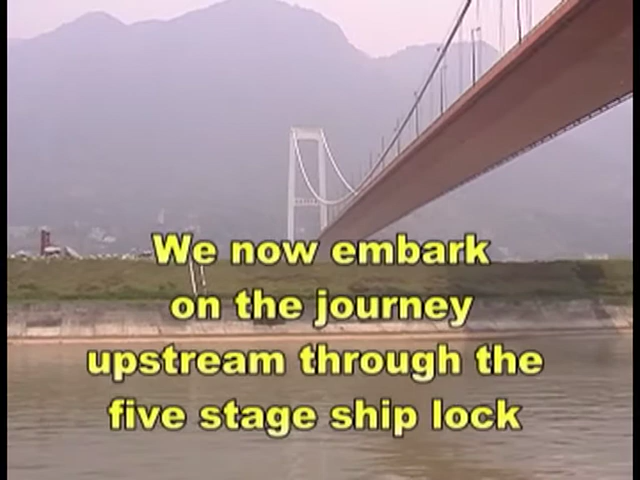 We now embark
on the journey
upstream through the
five stage ship lock